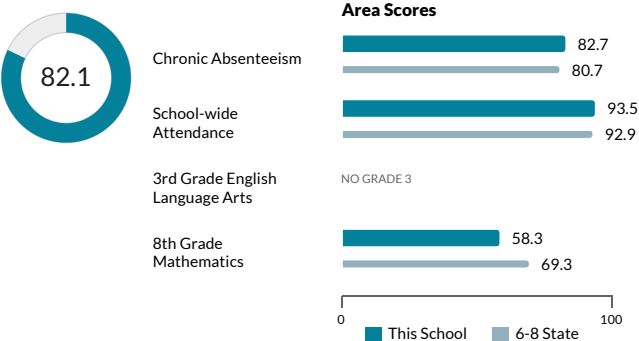 Area Scores
82.1
Chronic Absenteeism
82.7
80.7
School-wide
Attendance
93.5
92.9
3rd Grade English
Language Arts
NO GRADE 3
8th Grade
Mathematics
58.3
69.3
0
100
This School
6-8 State